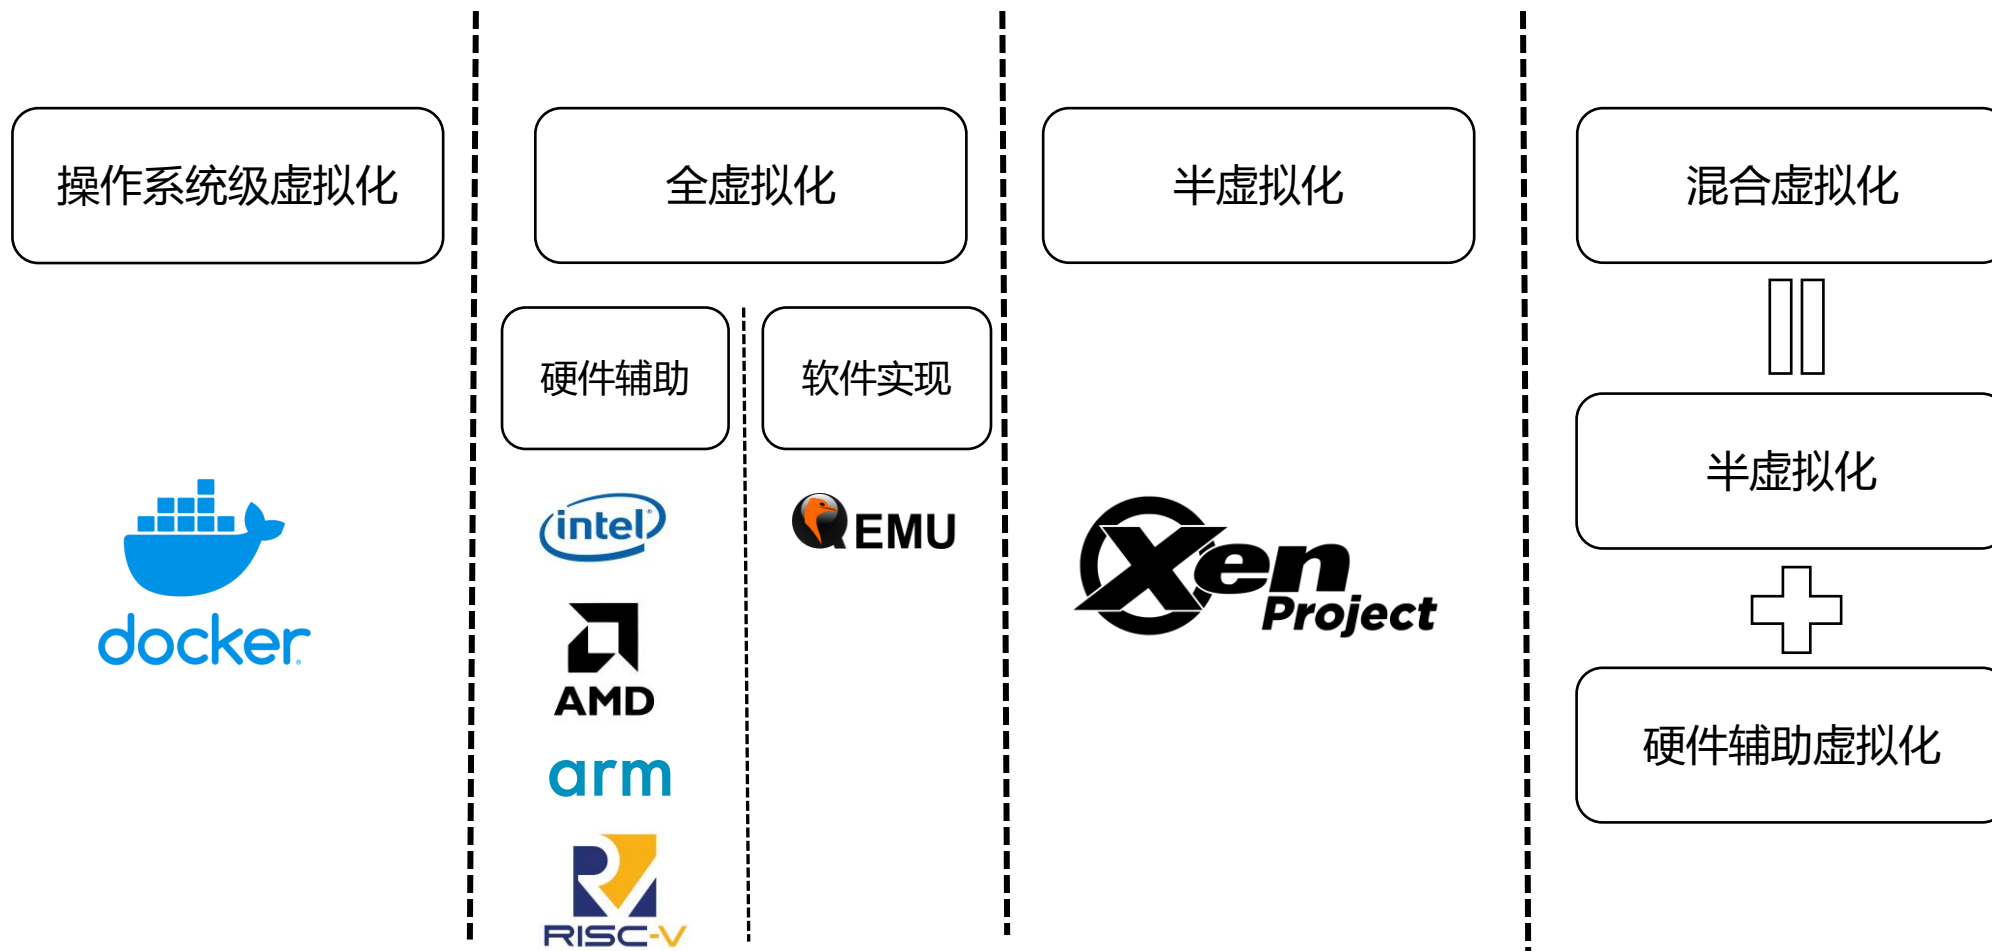 操作系统级虚拟化
docker
全虚拟化
硬件辅助
intel
AMD
arm
RISC-V
软件实现
QEMU
半虚拟化
Xen
Project
混合虚拟化
半虚拟化
硬件辅助虚拟化